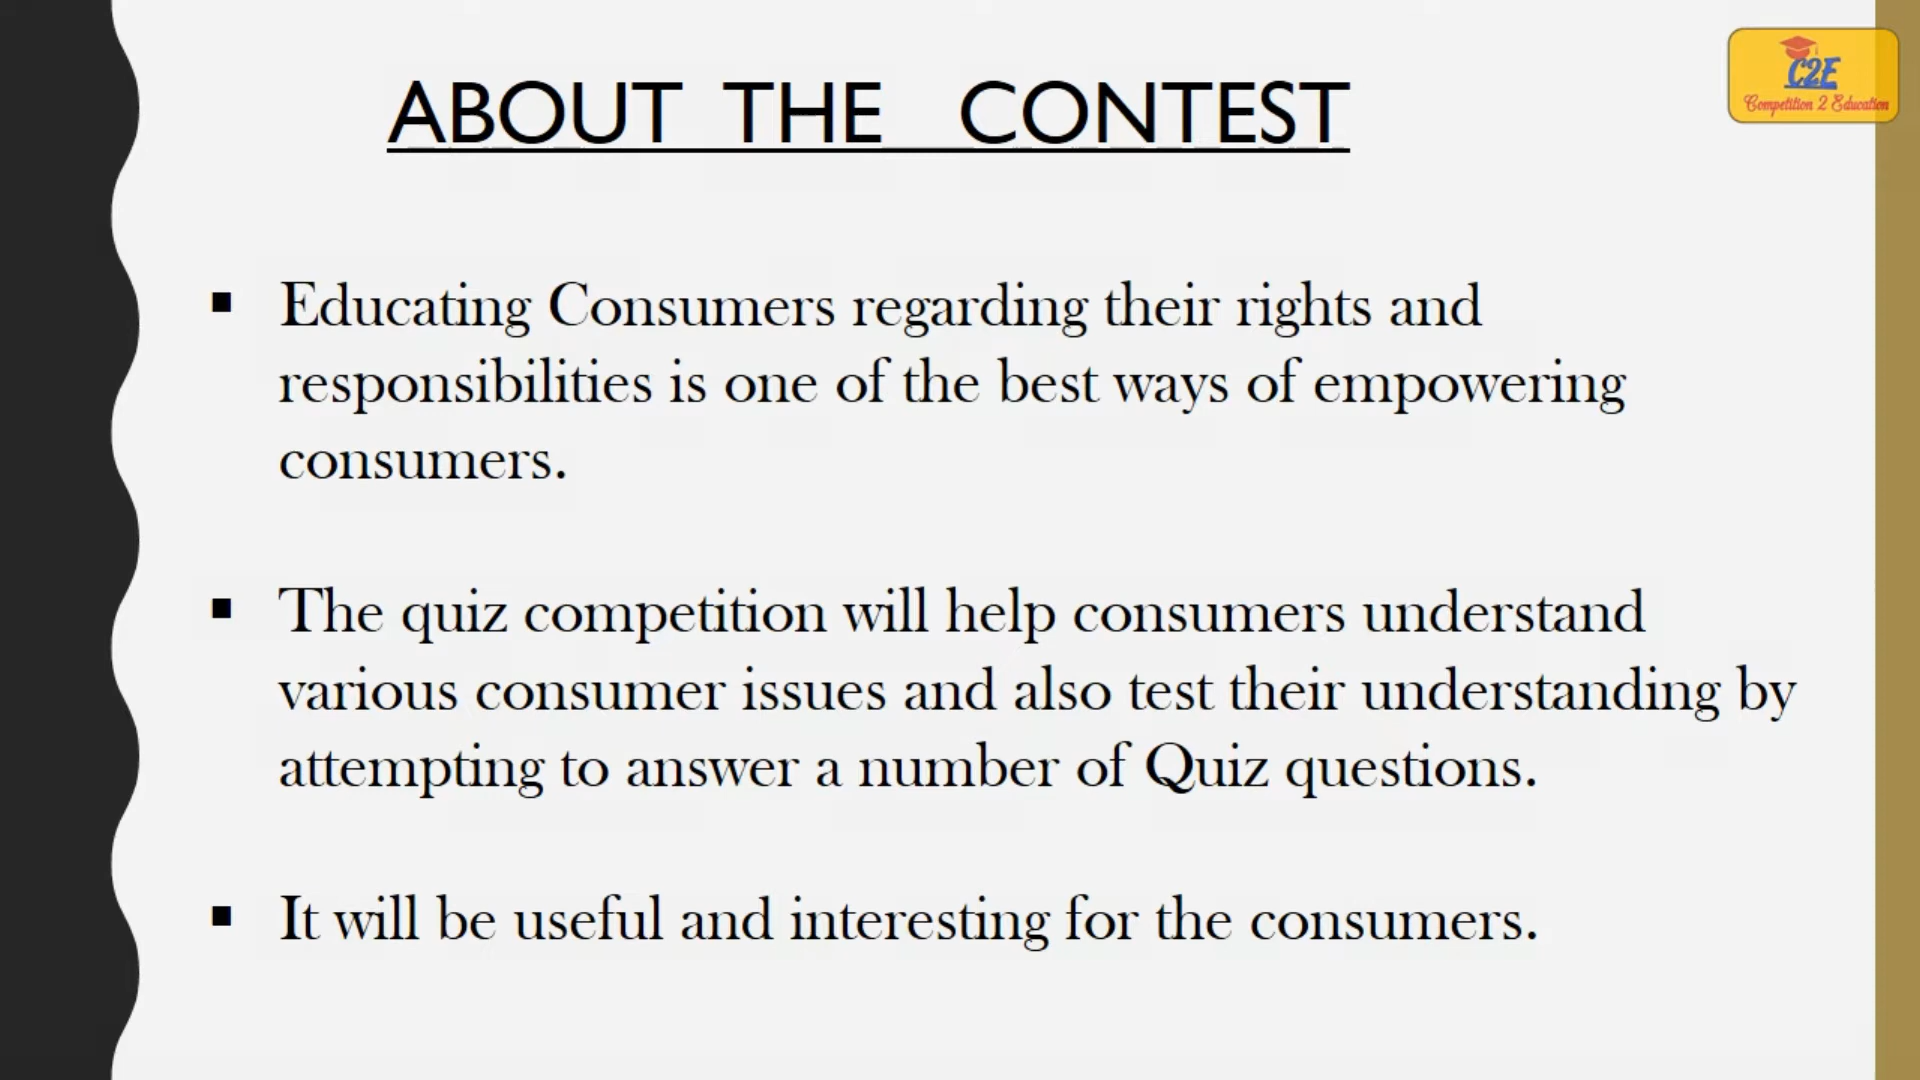 ABOUT THE CONTEST
C2E
Competition 2 Education
▪ Educating Consumers regarding their rights and
responsibilities is one of the best ways of empowering
consumers.
▪ The quiz competition will help consumers understand
various consumer issues and also test their understanding by
attempting to answer a number of Quiz questions.
▪ It will be useful and interesting for the consumers.